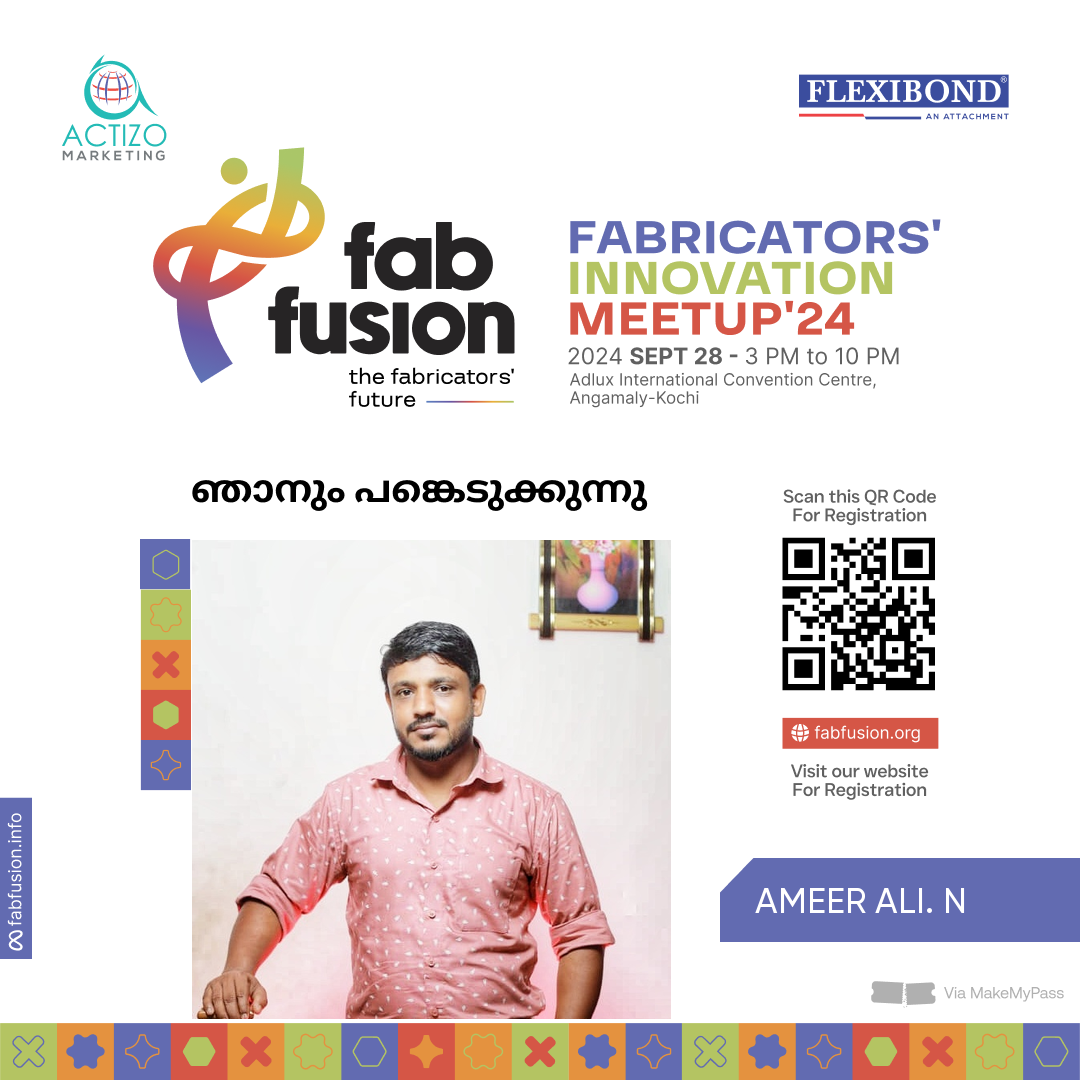 ACTIZO
MARKETING
FLEXIBOND®
AN ATTACHMENT
fab
fusion
the fabricators'
future
FABRICATORS'
INNOVATION
MEETUP'24
2024 SEPT 28 - 3 PM to 10 PM
Adlux International Convention Centre,
Angamaly-Kochi
ഞാനും പങ്കെടുക്കുന്നു
Scan this QR Code
For Registration
fabfusion.org
Visit our website
For Registration
fabfusion.info
AMEER ALI. N
Via MakeMyPass